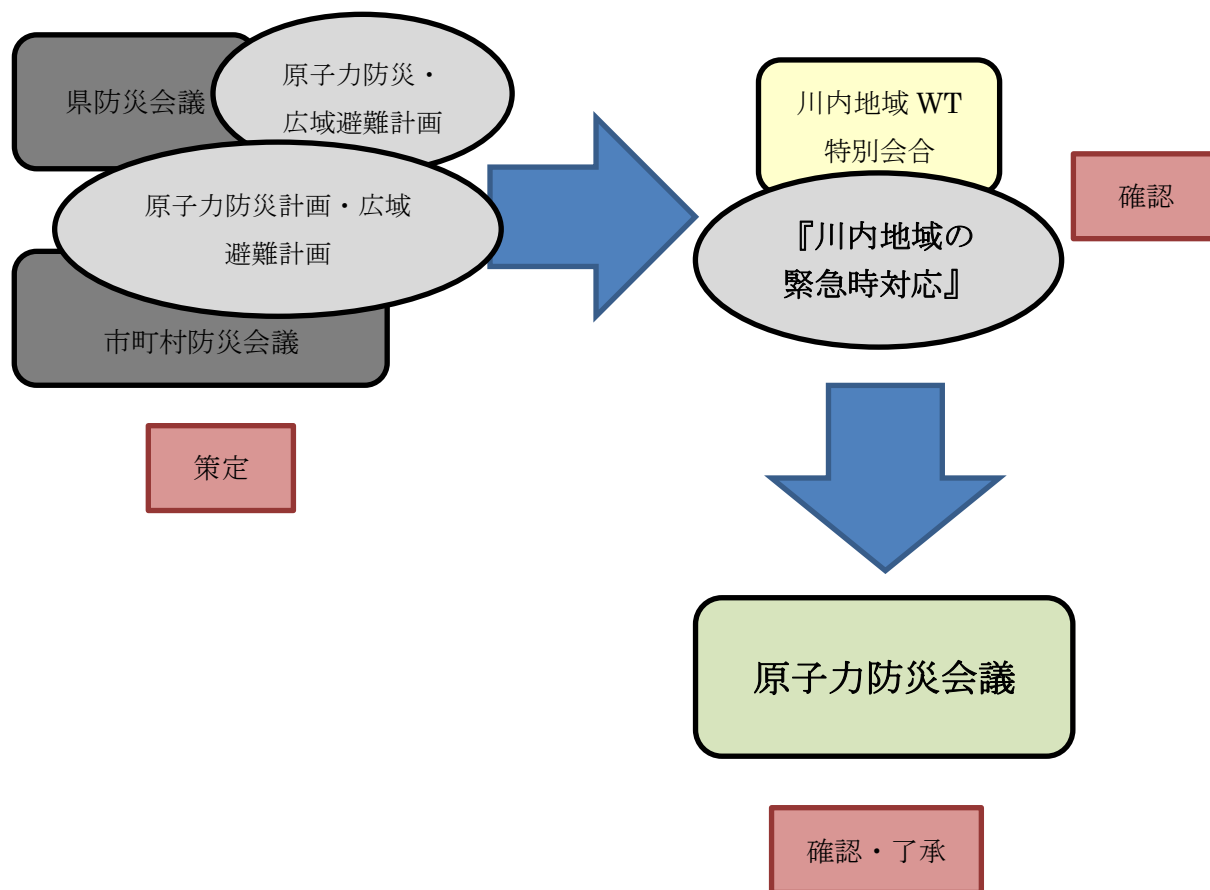 県防災会議
原子力防災・
広域避難計画
原子力防災計画・広域
避難計画
市町村防災会議
策定
川内地域 WT
特別会合
『川内地域の
緊急時対応』
確認
原子力防災会議
確認・了承